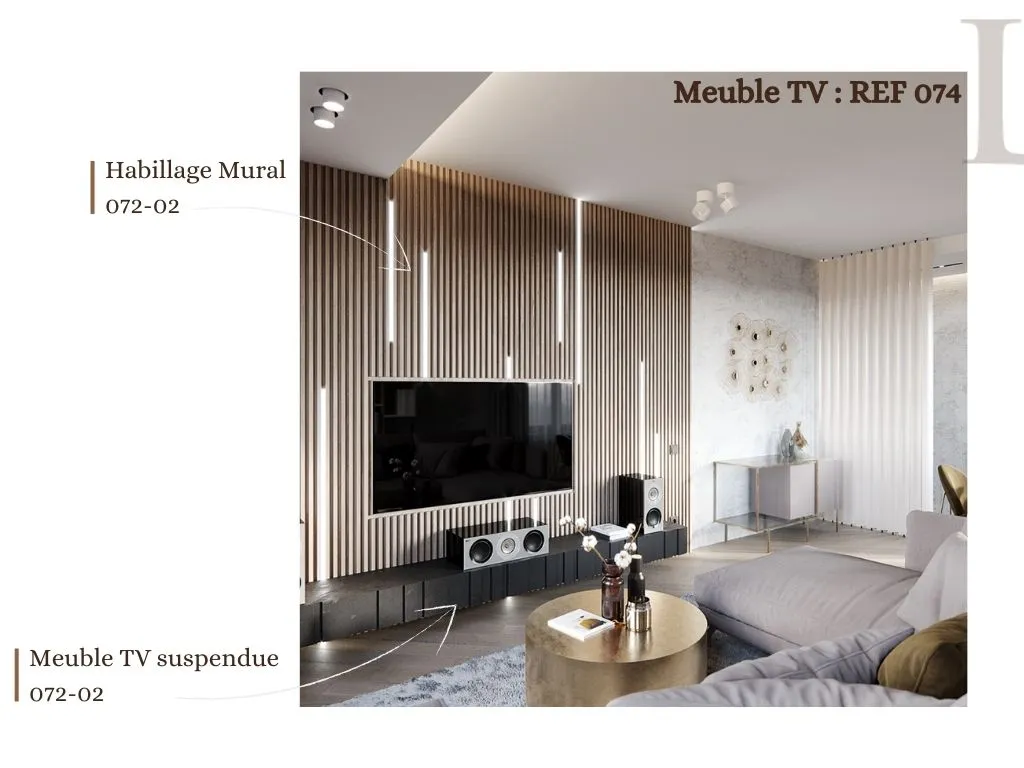 Meuble TV : REF 074
Habillage Mural
072-02
Meuble TV suspendue
072-02
L